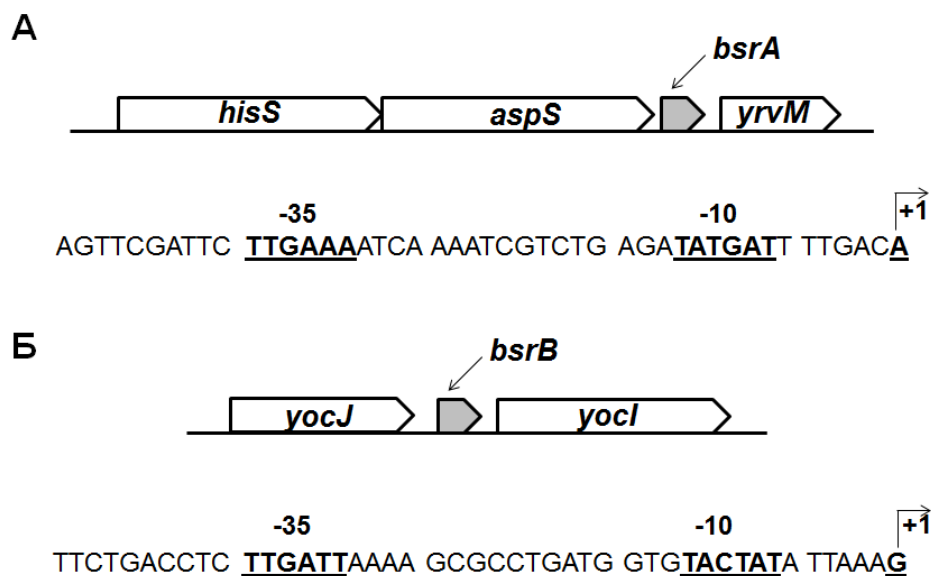 А
bsrA
hisS aspS yrvM
-35 -10 +1
AGTTCGATTC TTGAAAATCA AAATCGTCTG AGATATGATT TTGACA
Б
bsrB
yocJ yocI
-35 -10 +1
TTCTGACCTC TTGATTAAAA GCGCCTGATG GTGTACTATA ATTAAAG